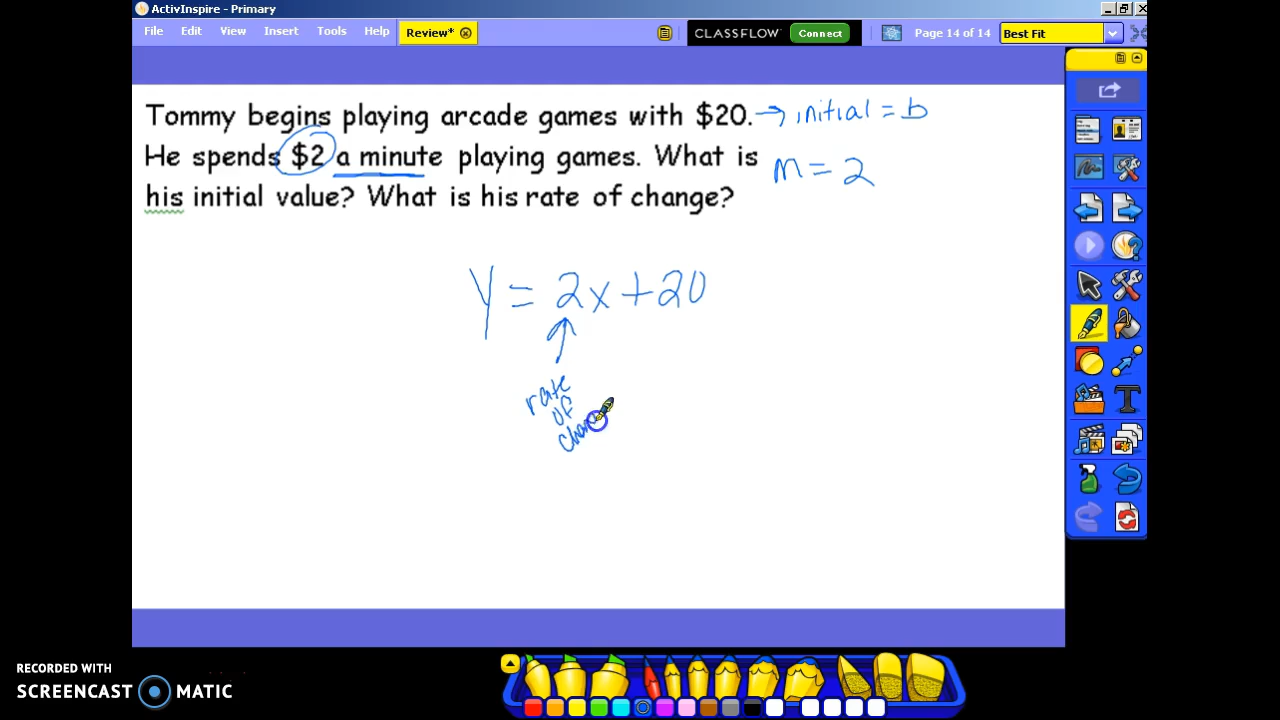 ActivInspire - Primary
File Edit View Insert Tools Help Review* CLASSFLOW Connect Page 14 of 14 Best Fit
Tommy begins playing arcade games with $20. → initial = b
He spends $2 a minute playing games. What is m = 2
his initial value? What is his rate of change?
y = 2x + 20
rate
of
chan
RECORDED WITH
SCREENCAST MATIC